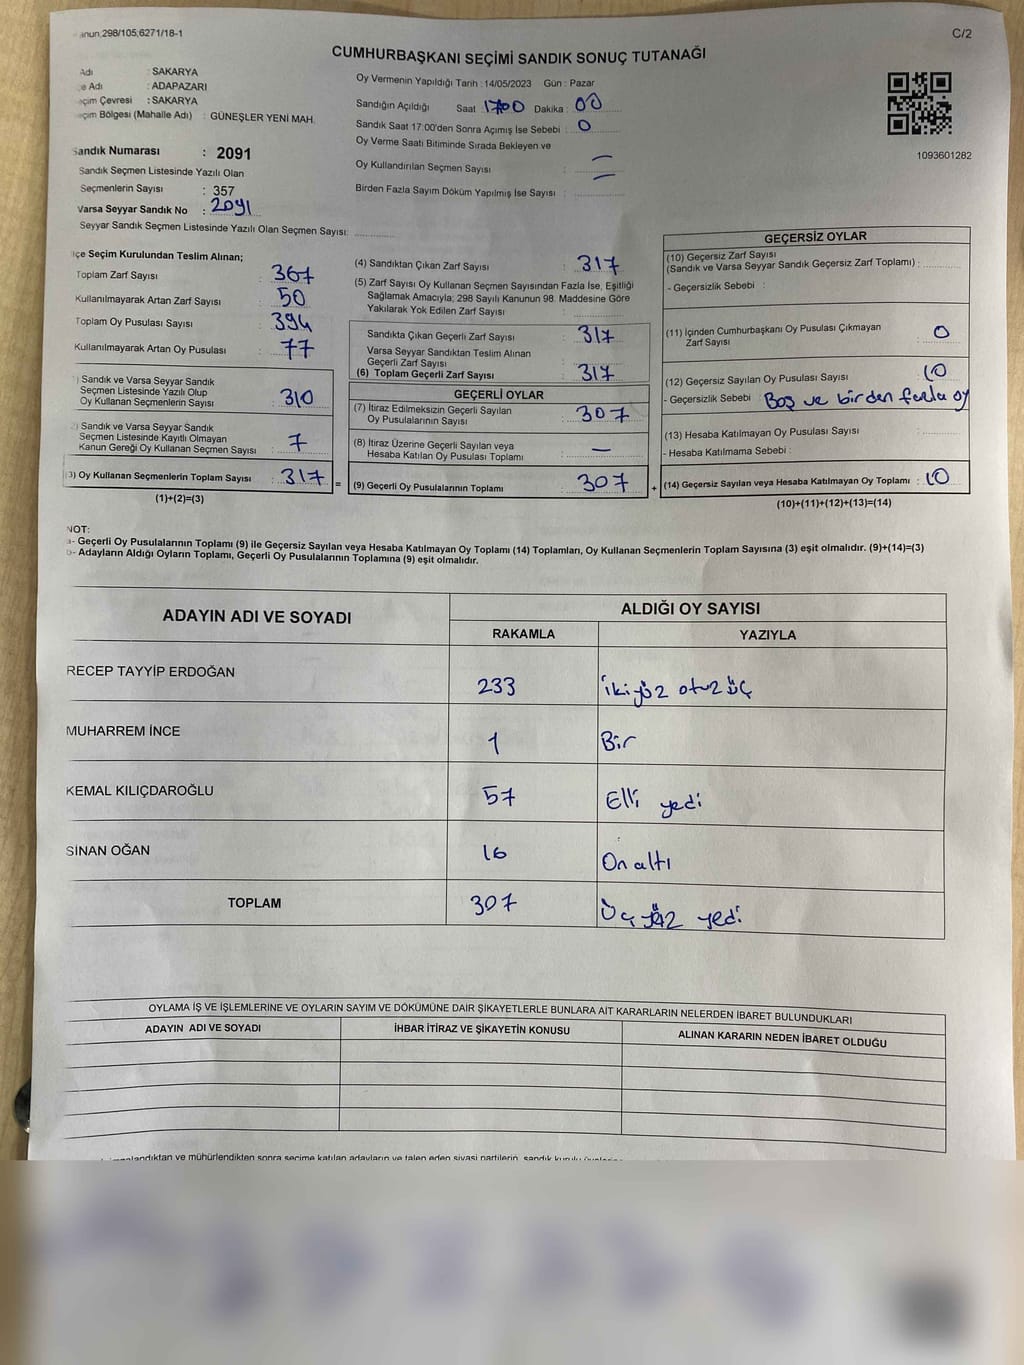 anun,298/105;6271/18-1
C/2
CUMHURBAŞKANI SEÇİMİ SANDIK SONUÇ TUTANAĞI
Adı : SAKARYA
e Adı : ADAPAZARI
eçim Çevresi : SAKARYA
eçim Bölgesi (Mahalle Adı) : GÜNEŞLER YENİ MAH.
Sandık Numarası : 2091
Sandık Seçmen Listesinde Yazılı Olan
Seçmenlerin Sayısı : 357
Varsa Seyyar Sandık No : 2091
Seyyar Sandık Seçmen Listesinde Yazılı Olan Seçmen Sayısı:
Oy Vermenin Yapıldığı Tarih : 14/05/2023 Gün : Pazar
Sandığın Açıldığı Saat 1700 Dakika : 00
Sandık Saat 17:00'den Sonra Açımış İse Sebebi : 0
Oy Verme Saati Bitiminde Sırada Bekleyen ve
Oy Kullandırılan Seçmen Sayısı : —
Birden Fazla Sayım Döküm Yapılmış İse Sayısı : —
1093601282
İlçe Seçim Kurulundan Teslim Alınan;
Toplam Zarf Sayısı : 367
Kullanılmayarak Artan Zarf Sayısı : 50
Toplam Oy Pusulası Sayısı : 394
Kullanılmayarak Artan Oy Pusulası : 77
1) Sandık ve Varsa Seyyar Sandık
Seçmen Listesinde Yazılı Olup
Oy Kullanan Seçmenlerin Sayısı : 310
2) Sandık ve Varsa Seyyar Sandık
Seçmen Listesinde Kayıtlı Olmayan
Kanun Gereği Oy Kullanan Seçmen Sayısı : 7
(3) Oy Kullanan Seçmenlerin Toplam Sayısı : 317 =
(1)+(2)=(3)
(4) Sandıktan Çıkan Zarf Sayısı : 317
(5) Zarf Sayısı Oy Kullanan Seçmen Sayısından Fazla İse, Eşitliği
Sağlamak Amacıyla; 298 Sayılı Kanunun 98. Maddesine Göre
Yakılarak Yok Edilen Zarf Sayısı :
Sandıkta Çıkan Geçerli Zarf Sayısı : 317
Varsa Seyyar Sandıktan Teslim Alınan
Geçerli Zarf Sayısı :
(6) Toplam Geçerli Zarf Sayısı : 317
GEÇERLİ OYLAR
(7) İtiraz Edilmeksizin Geçerli Sayılan
Oy Pusulalarının Sayısı : 307
(8) İtiraz Üzerine Geçerli Sayılan veya
Hesaba Katılan Oy Pusulası Toplamı : —
(9) Geçerli Oy Pusulalarının Toplamı : 307 +
GEÇERSİZ OYLAR
(10) Geçersiz Zarf Sayısı
(Sandık ve Varsa Seyyar Sandık Geçersiz Zarf Toplamı) :
- Geçersizlik Sebebi :
(11) İçinden Cumhurbaşkanı Oy Pusulası Çıkmayan
Zarf Sayısı : 0
(12) Geçersiz Sayılan Oy Pusulası Sayısı : 10
- Geçersizlik Sebebi : Boş ve birden fazla oy
(13) Hesaba Katılmayan Oy Pusulası Sayısı :
- Hesaba Katılmama Sebebi :
(14) Geçersiz Sayılan veya Hesaba Katılmayan Oy Toplamı : 10
(10)+(11)+(12)+(13)=(14)
NOT:
a- Geçerli Oy Pusulalarının Toplamı (9) ile Geçersiz Sayılan veya Hesaba Katılmayan Oy Toplamı (14) Toplamları, Oy Kullanan Seçmenlerin Toplam Sayısına (3) eşit olmalıdır. (9)+(14)=(3)
b- Adayların Aldığı Oyların Toplamı, Geçerli Oy Pusulalarının Toplamına (9) eşit olmalıdır.
ADAYIN ADI VE SOYADI ALDIĞI OY SAYISI
RAKAMLA YAZIYLA
RECEP TAYYİP ERDOĞAN 233 ikiyüz otuz üç
MUHARREM İNCE 1 Bir
KEMAL KILIÇDAROĞLU 57 Elli yedi
SİNAN OĞAN 16 On altı
TOPLAM 307 Üç yüz yedi
OYLAMA İŞ VE İŞLEMLERİNE VE OYLARIN SAYIM VE DÖKÜMÜNE DAİR ŞİKAYETLERLE BUNLARA AİT KARARLARIN NELERDEN İBARET BULUNDUKLARI
ADAYIN ADI VE SOYADI İHBAR İTİRAZ VE ŞİKAYETİN KONUSU ALINAN KARARIN NEDEN İBARET OLDUĞU
mzalandıktan ve mühürlendikten sonra seçime katılan adayların ve talep eden siyasi partilerin, sandık kurulu